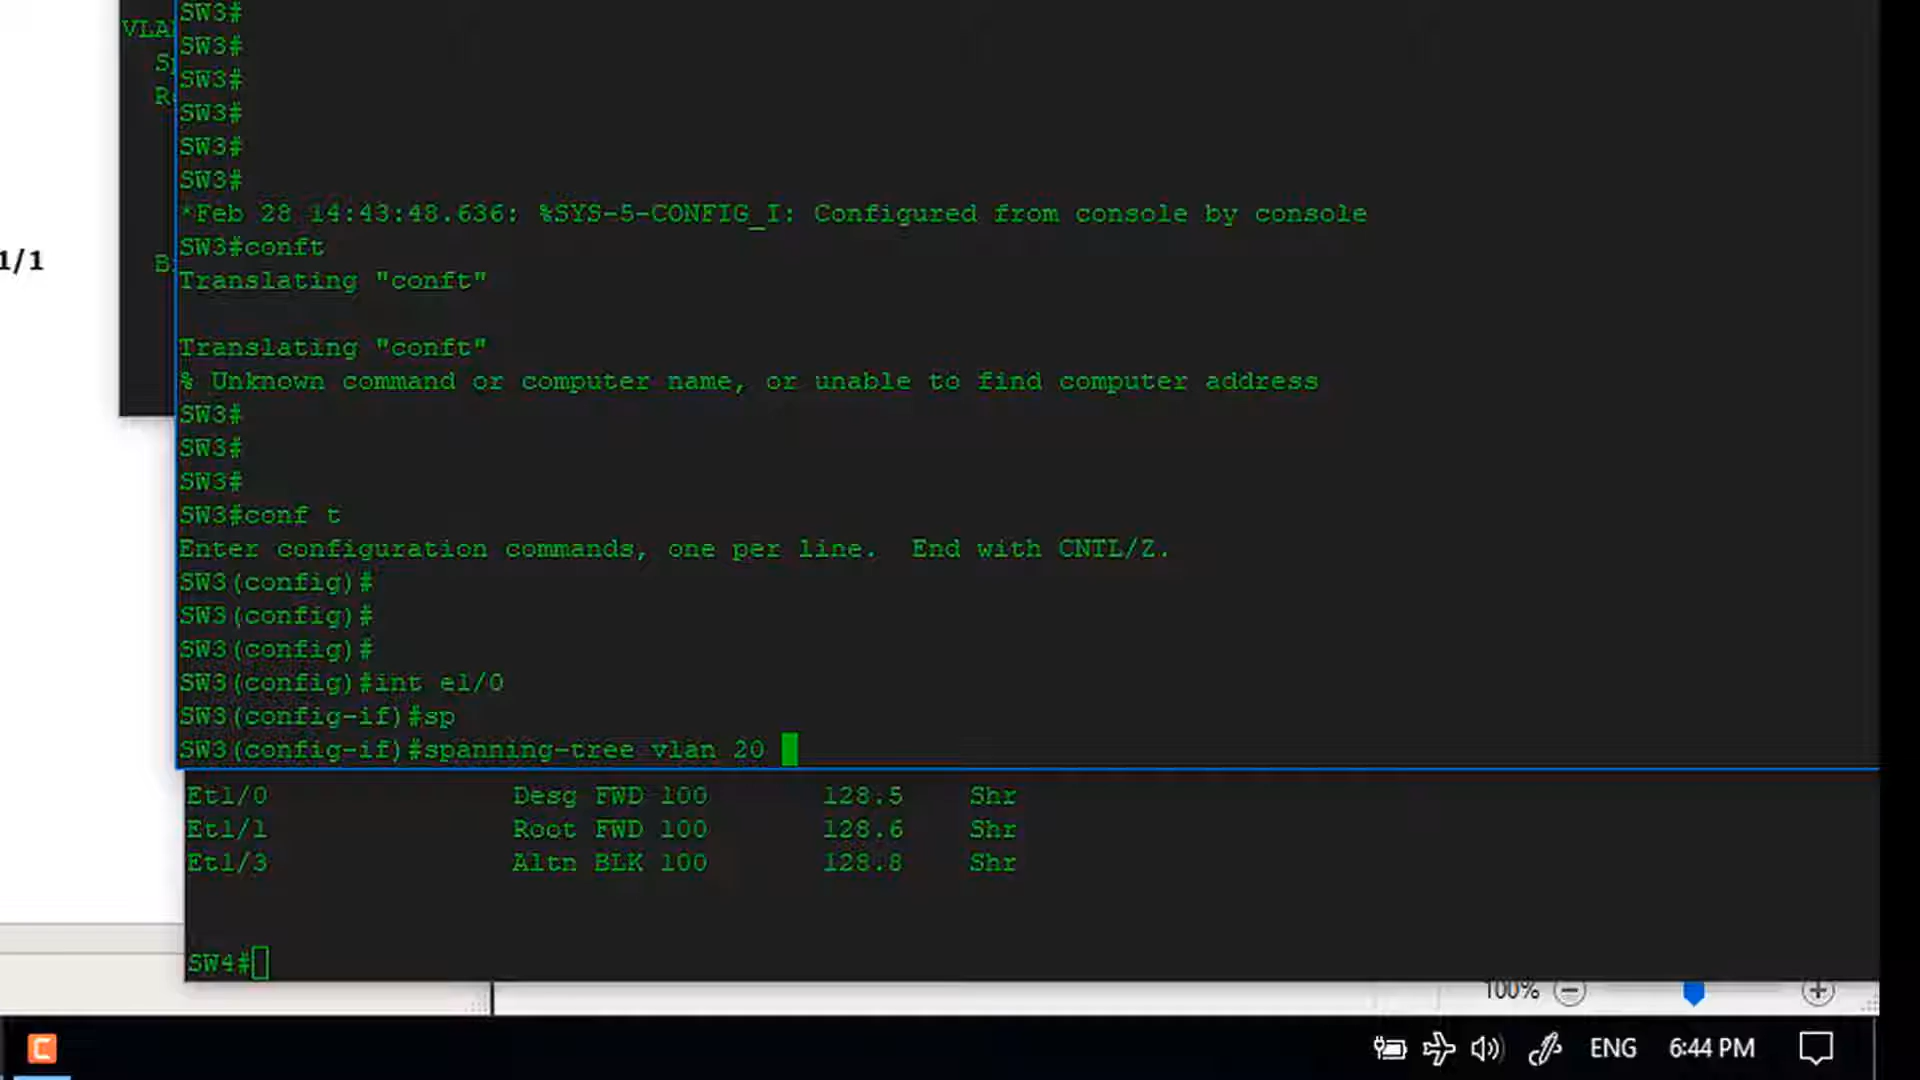 SW3#
VLA
SW3#
Sp
SW3#
R
SW3#
SW3#
SW3#
*Feb 28 14:43:48.636: %SYS-5-CONFIG_I: Configured from console by console
SW3#conft
1/1
B
Translating "conft"
Translating "conft"
% Unknown command or computer name, or unable to find computer address
SW3#
SW3#
SW3#
SW3#conf t
Enter configuration commands, one per line.  End with CNTL/Z.
SW3(config)#
SW3(config)#
SW3(config)#
SW3(config)#int e1/0
SW3(config-if)#sp
SW3(config-if)#spanning-tree vlan 20
Et1/0 Desg FWD 100 128.5 Shr
Et1/1 Root FWD 100 128.6 Shr
Et1/3 Altn BLK 100 128.8 Shr
SW4#
100%
ENG 6:44 PM